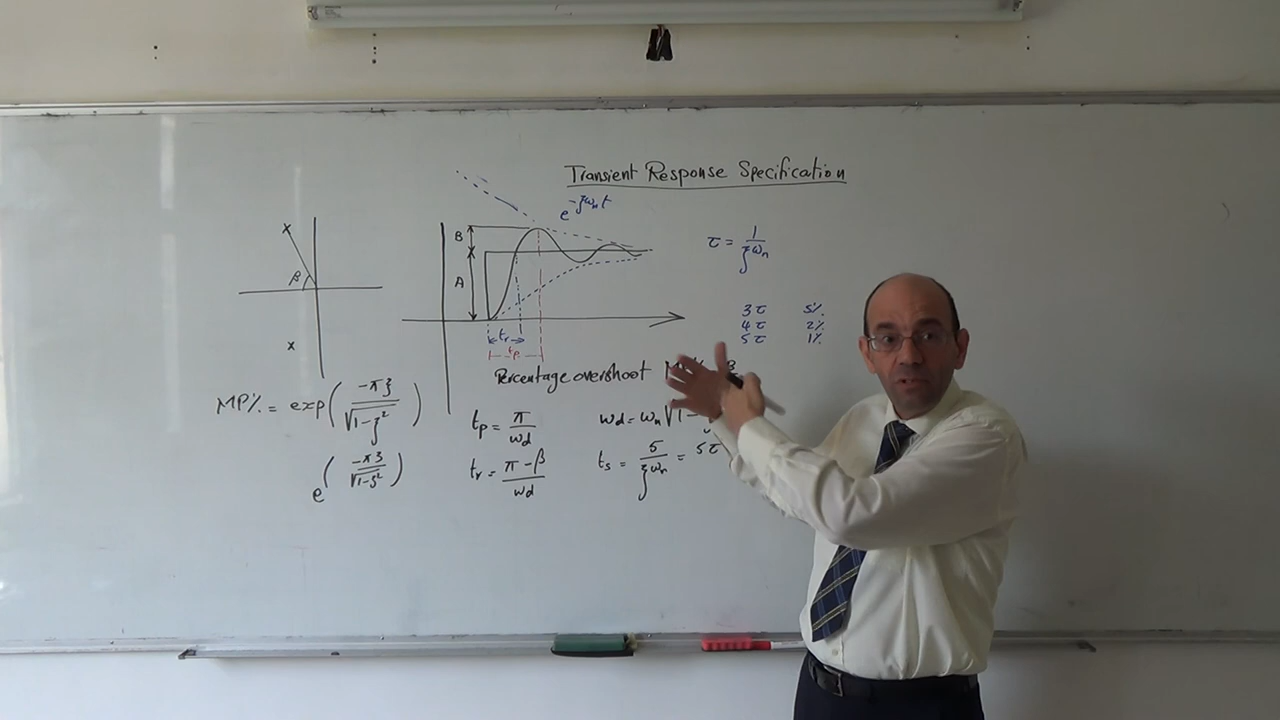 Transient Response Specification
e^{-ζωₙt}
τ = 1/(ζωₙ)
x
β
x
B
A
tᵣ
tₚ
3τ 5%
4τ 2%
5τ 1%
Percentage overshoot
MP% = exp(-πζ/√(1-ζ²))
e^(-πζ/√(1-ζ²))
tₚ = π/ωd
ωd = ωₙ√1-
tᵣ = (π-β)/ωd
tₛ = 5/(ζωₙ) = 5τ